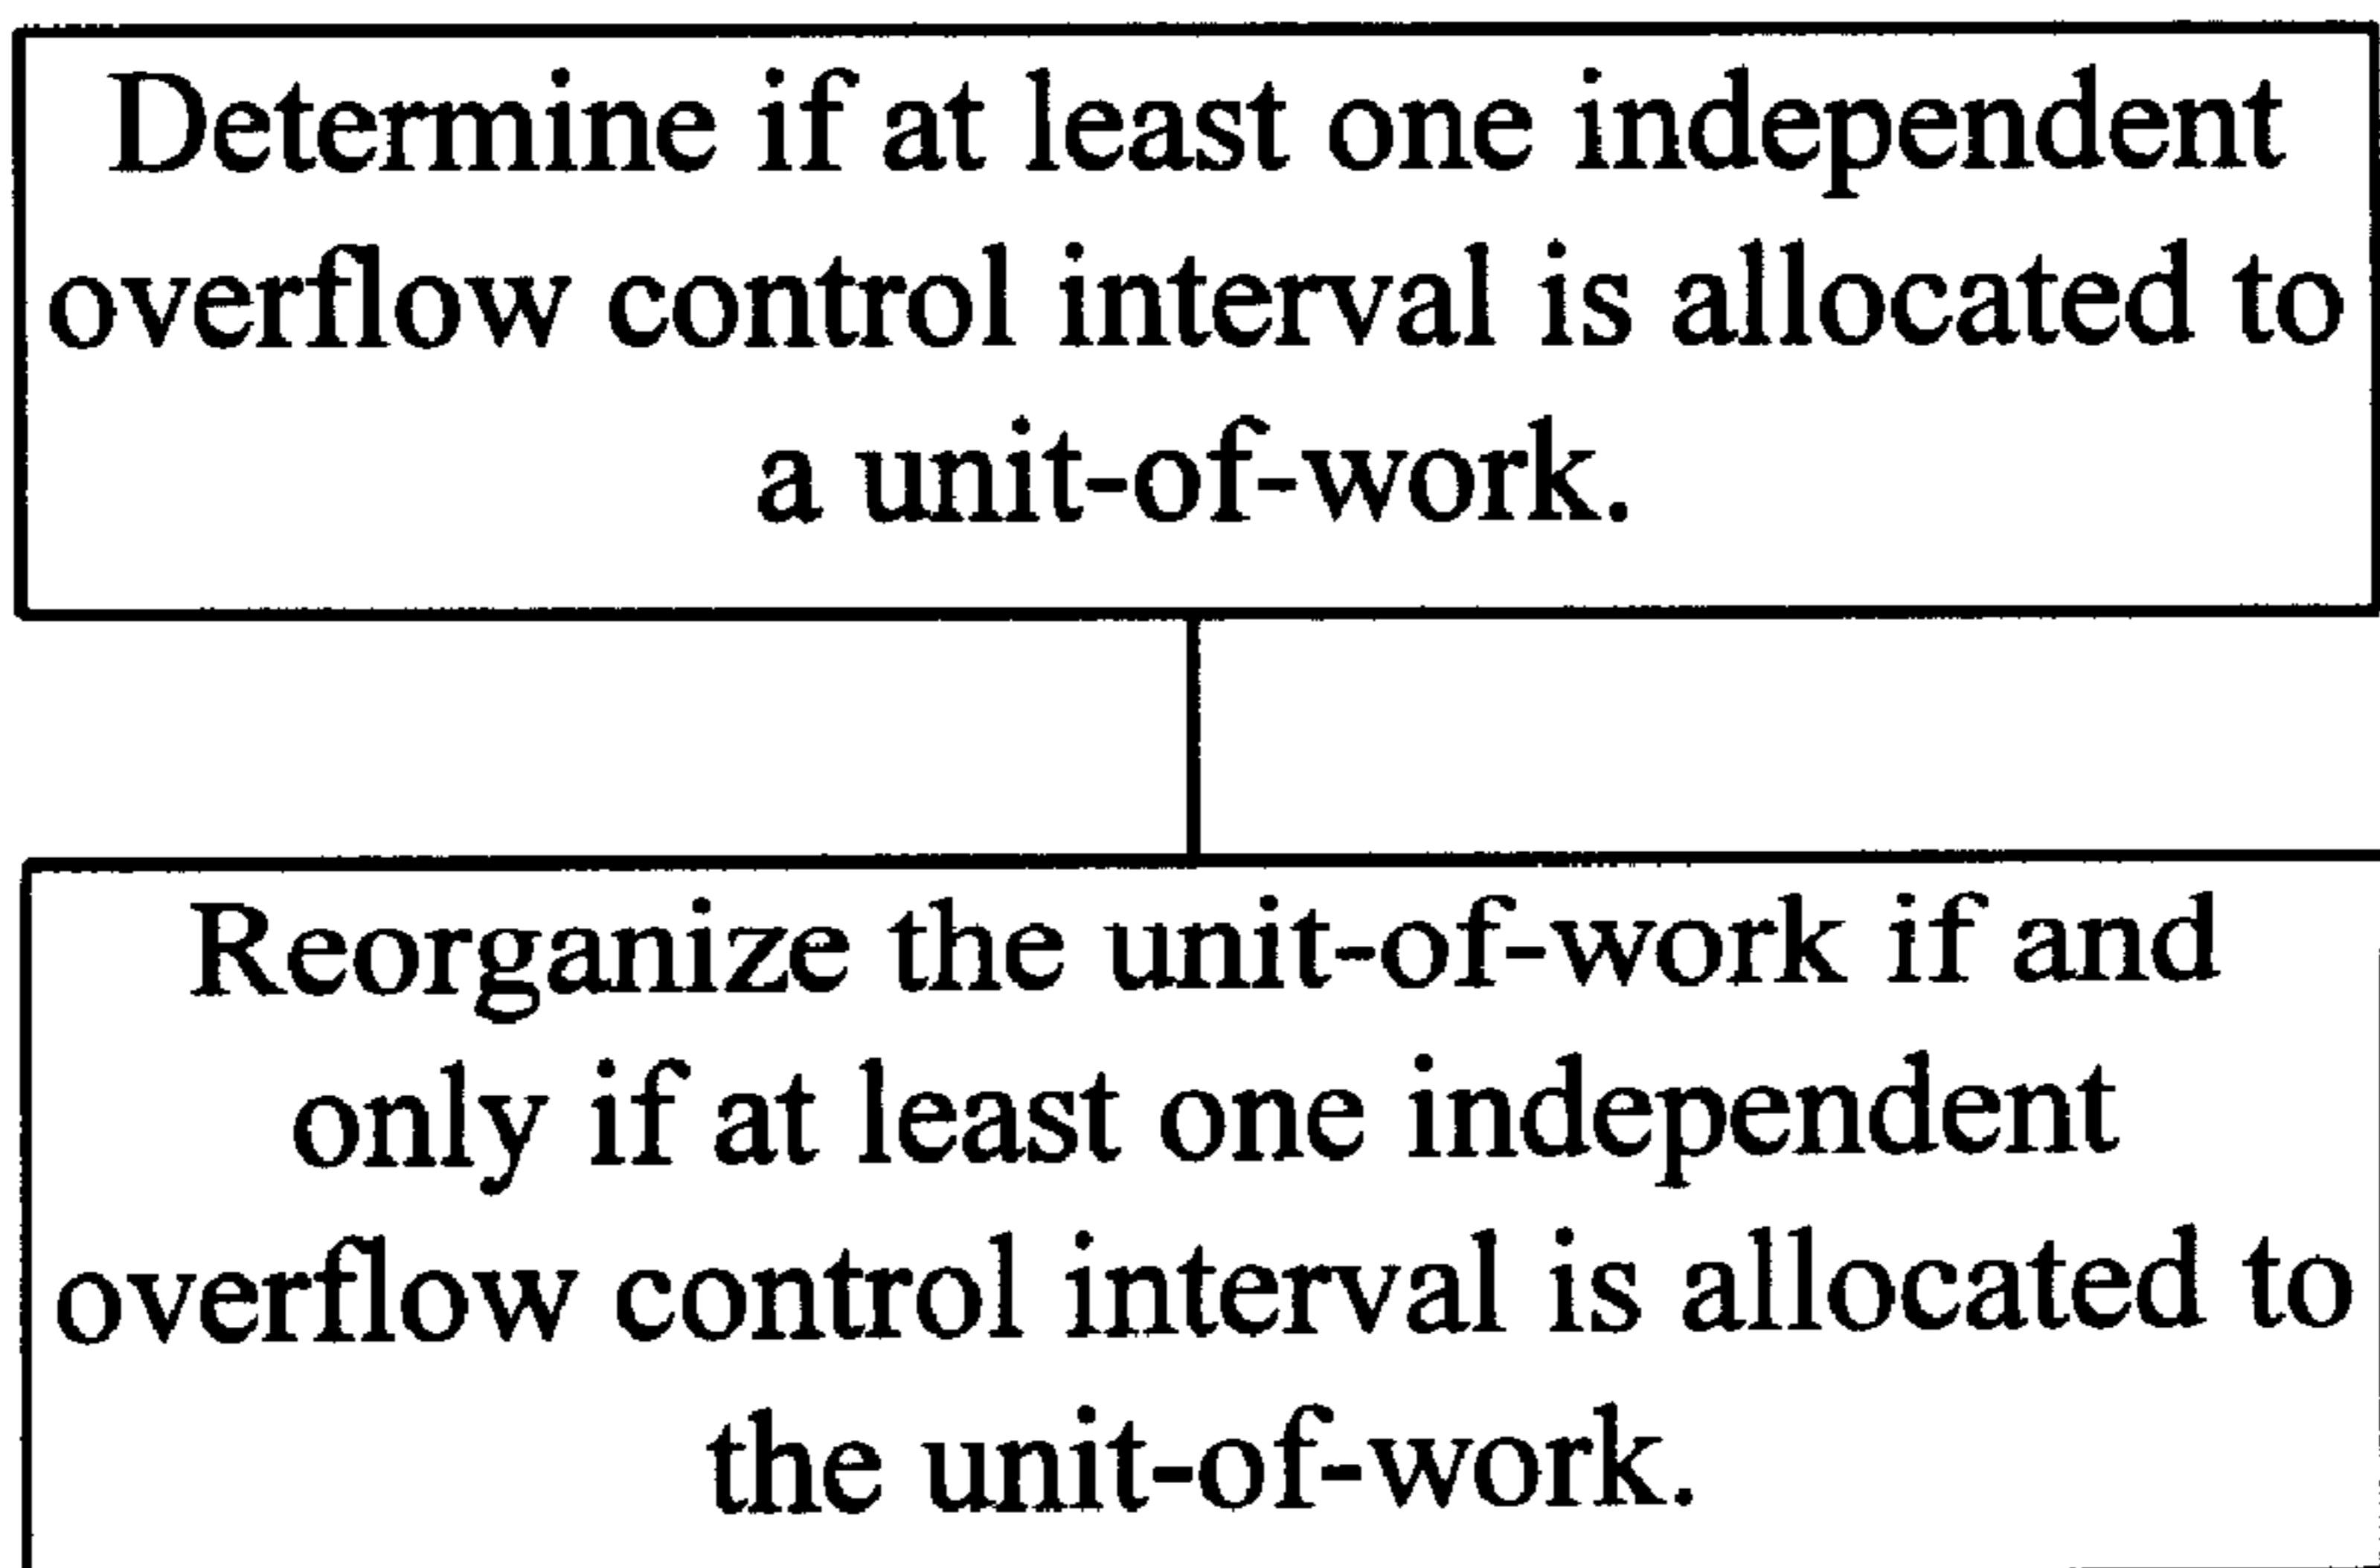 Determine if at least one independent
overflow control interval is allocated to
a unit-of-work.
Reorganize the unit-of-work if and
only if at least one independent
overflow control interval is allocated to
the unit-of-work.